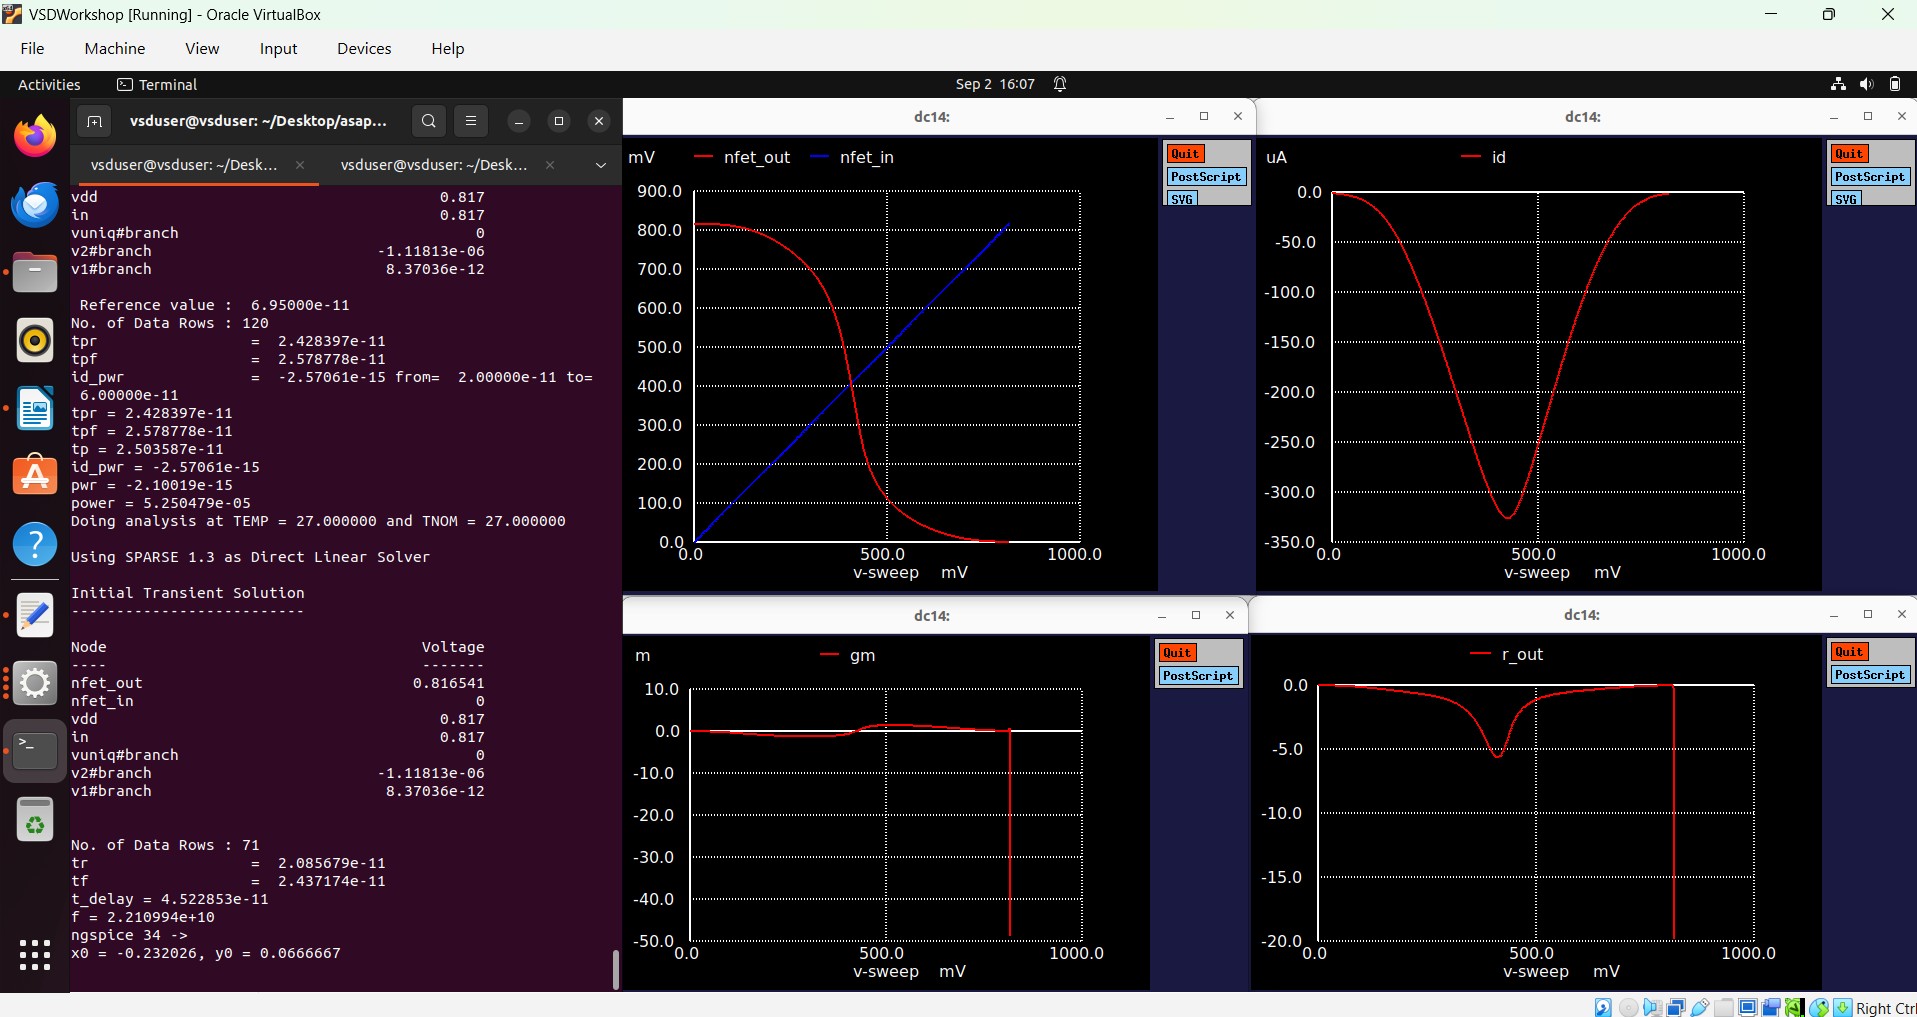 VSDWorkshop [Running] - Oracle VirtualBox
File Machine View Input Devices Help
Activities Terminal Sep 2 16:07
vsduser@vsduser: ~/Desktop/asap...
vsduser@vsduser: ~/Desk... vsduser@vsduser: ~/Desk...
vdd 0.817
in 0.817
vuniq#branch 0
v2#branch -1.11813e-06
v1#branch 8.37036e-12
Reference value : 6.95000e-11
No. of Data Rows : 120
tpr = 2.428397e-11
tpf = 2.578778e-11
id_pwr = -2.57061e-15 from= 2.00000e-11 to=
6.00000e-11
tpr = 2.428397e-11
tpf = 2.578778e-11
tp = 2.503587e-11
id_pwr = -2.57061e-15
pwr = -2.10019e-15
power = 5.250479e-05
Doing analysis at TEMP = 27.000000 and TNOM = 27.000000
Using SPARSE 1.3 as Direct Linear Solver
Initial Transient Solution
--------------------------
Node Voltage
---- -------
nfet_out 0.816541
nfet_in 0
vdd 0.817
in 0.817
vuniq#branch 0
v2#branch -1.11813e-06
v1#branch 8.37036e-12
No. of Data Rows : 71
tr = 2.085679e-11
tf = 2.437174e-11
t_delay = 4.522853e-11
f = 2.210994e+10
ngspice 34 ->
x0 = -0.232026, y0 = 0.0666667
dc14:
mV nfet_out nfet_in
Quit
PostScript
SVG
900.0
800.0
700.0
600.0
500.0
400.0
300.0
200.0
100.0
0.0
0.0 500.0 1000.0
v-sweep mV
dc14:
uA id
Quit
PostScript
SVG
0.0
-50.0
-100.0
-150.0
-200.0
-250.0
-300.0
-350.0
0.0 500.0 1000.0
v-sweep mV
dc14:
m gm
Quit
PostScript
10.0
0.0
-10.0
-20.0
-30.0
-40.0
-50.0
0.0 500.0 1000.0
v-sweep mV
dc14:
r_out
Quit
PostScript
0.0
-5.0
-10.0
-15.0
-20.0
0.0 500.0 1000.0
v-sweep mV
Right Ctrl